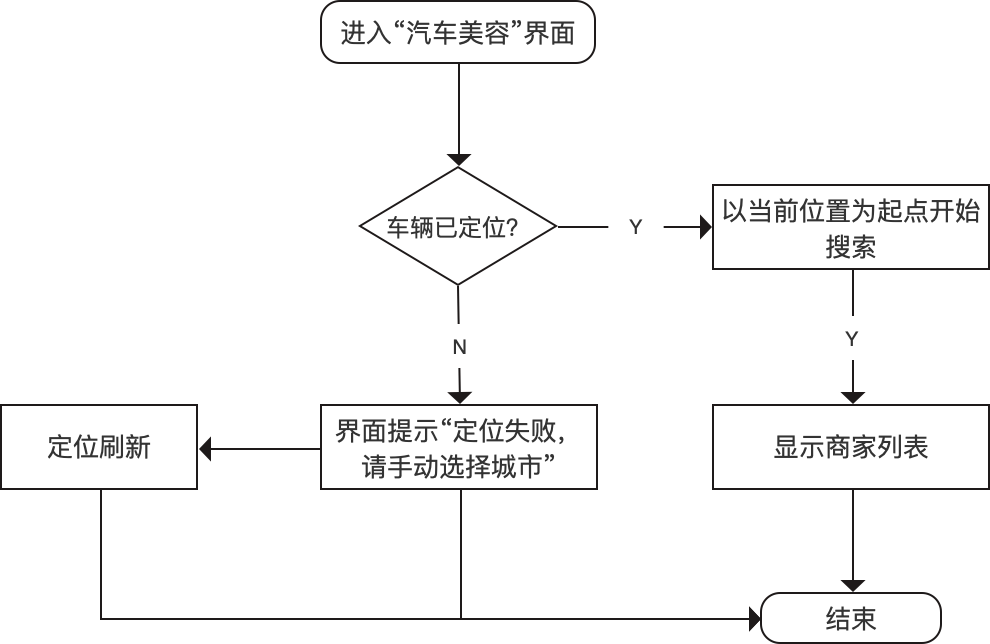 进入“汽车美容”界面
车辆已定位？
Y
以当前位置为起点开始
搜索
N
Y
定位刷新
界面提示“定位失败，
请手动选择城市”
显示商家列表
结束